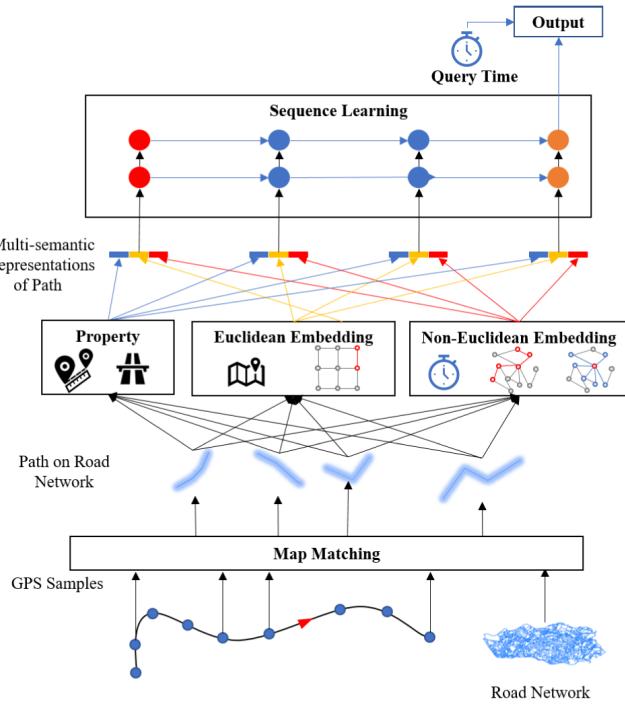 Output
Query Time
Sequence Learning
Multi-semantic
epresentations
of Path
Property
Euclidean Embedding
Non-Euclidean Embedding
Path on Road
Network
Map Matching
GPS Samples
Road Network